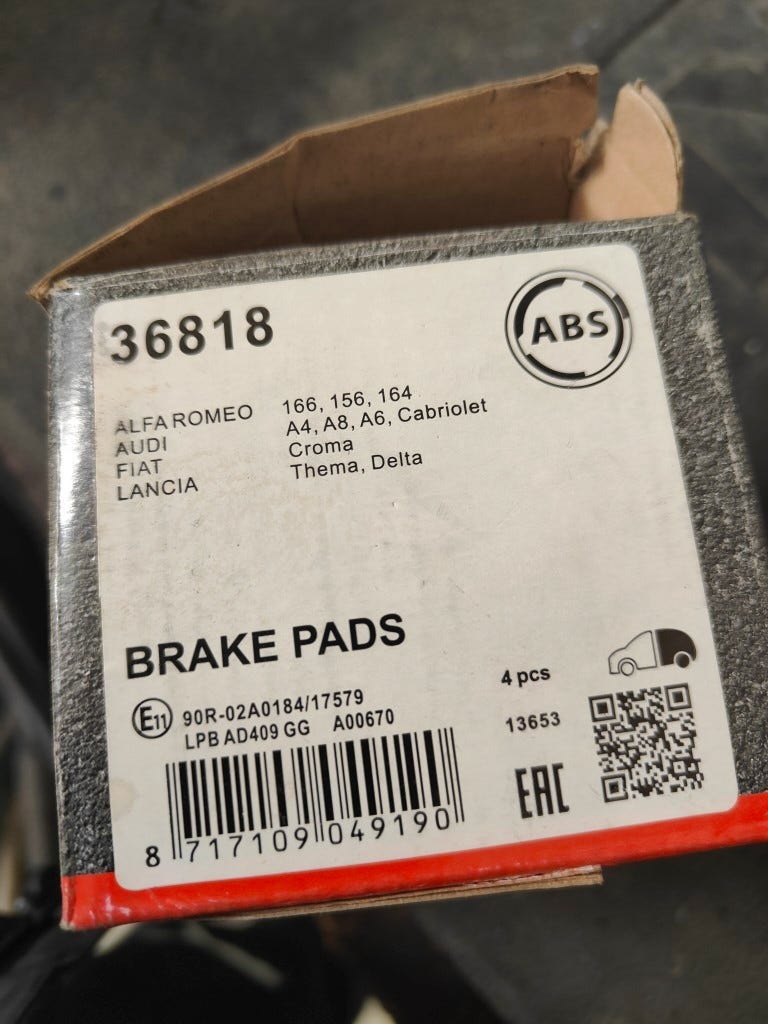 36818
ABS
ALFA ROMEO 166, 156, 164
AUDI A4, A8, A6, Cabriolet
FIAT Croma
LANCIA Thema, Delta
BRAKE PADS
4 pcs
E11 90R-02A0184/17579
LPB AD409 GG A00670
13653
EAC
8 717109 049190